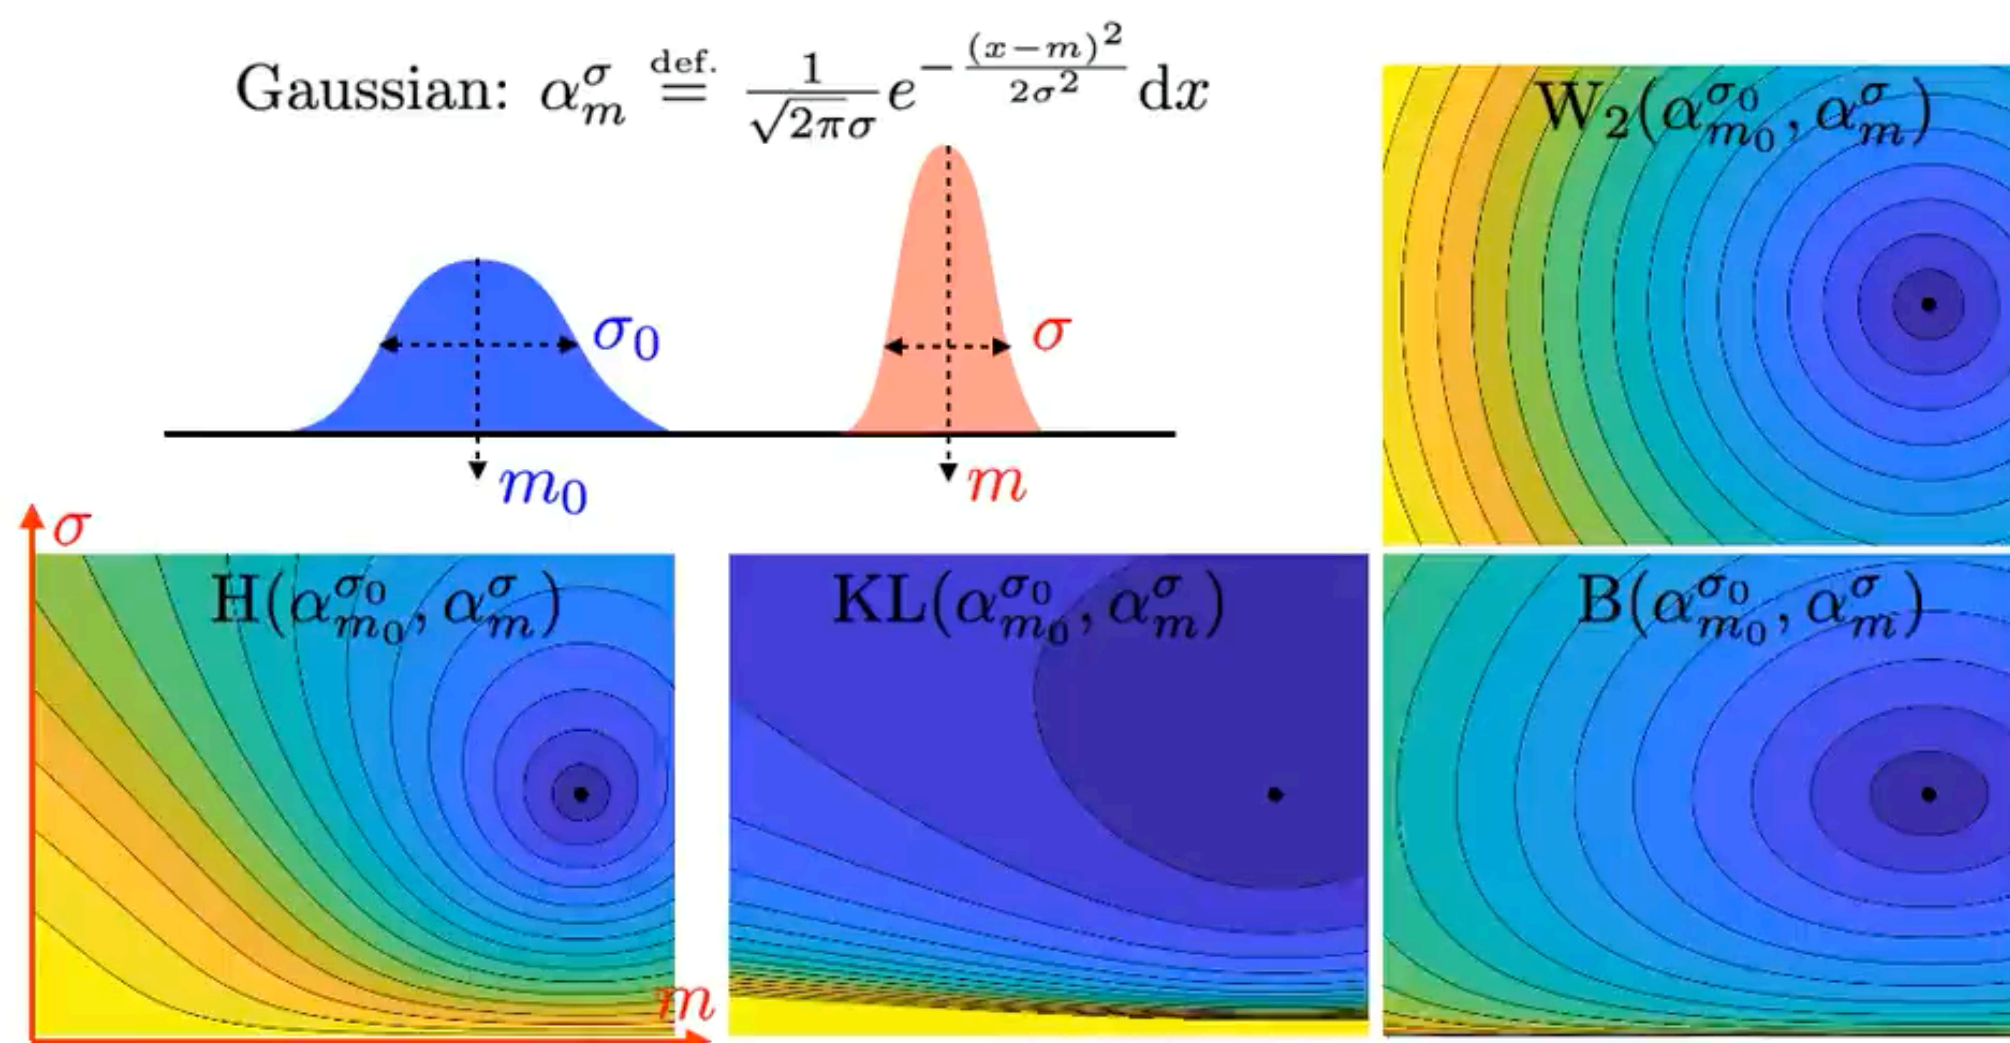 Gaussian: α_m^σ def.= 1/(√2πσ) e^{−(x−m)²/2σ²} dx
W₂(α_{m₀}^{σ₀}, α_m^σ)
σ₀
σ
m₀
m
σ
H(α_{m₀}^{σ₀}, α_m^σ)
KL(α_{m₀}^{σ₀}, α_m^σ)
B(α_{m₀}^{σ₀}, α_m^σ)
m